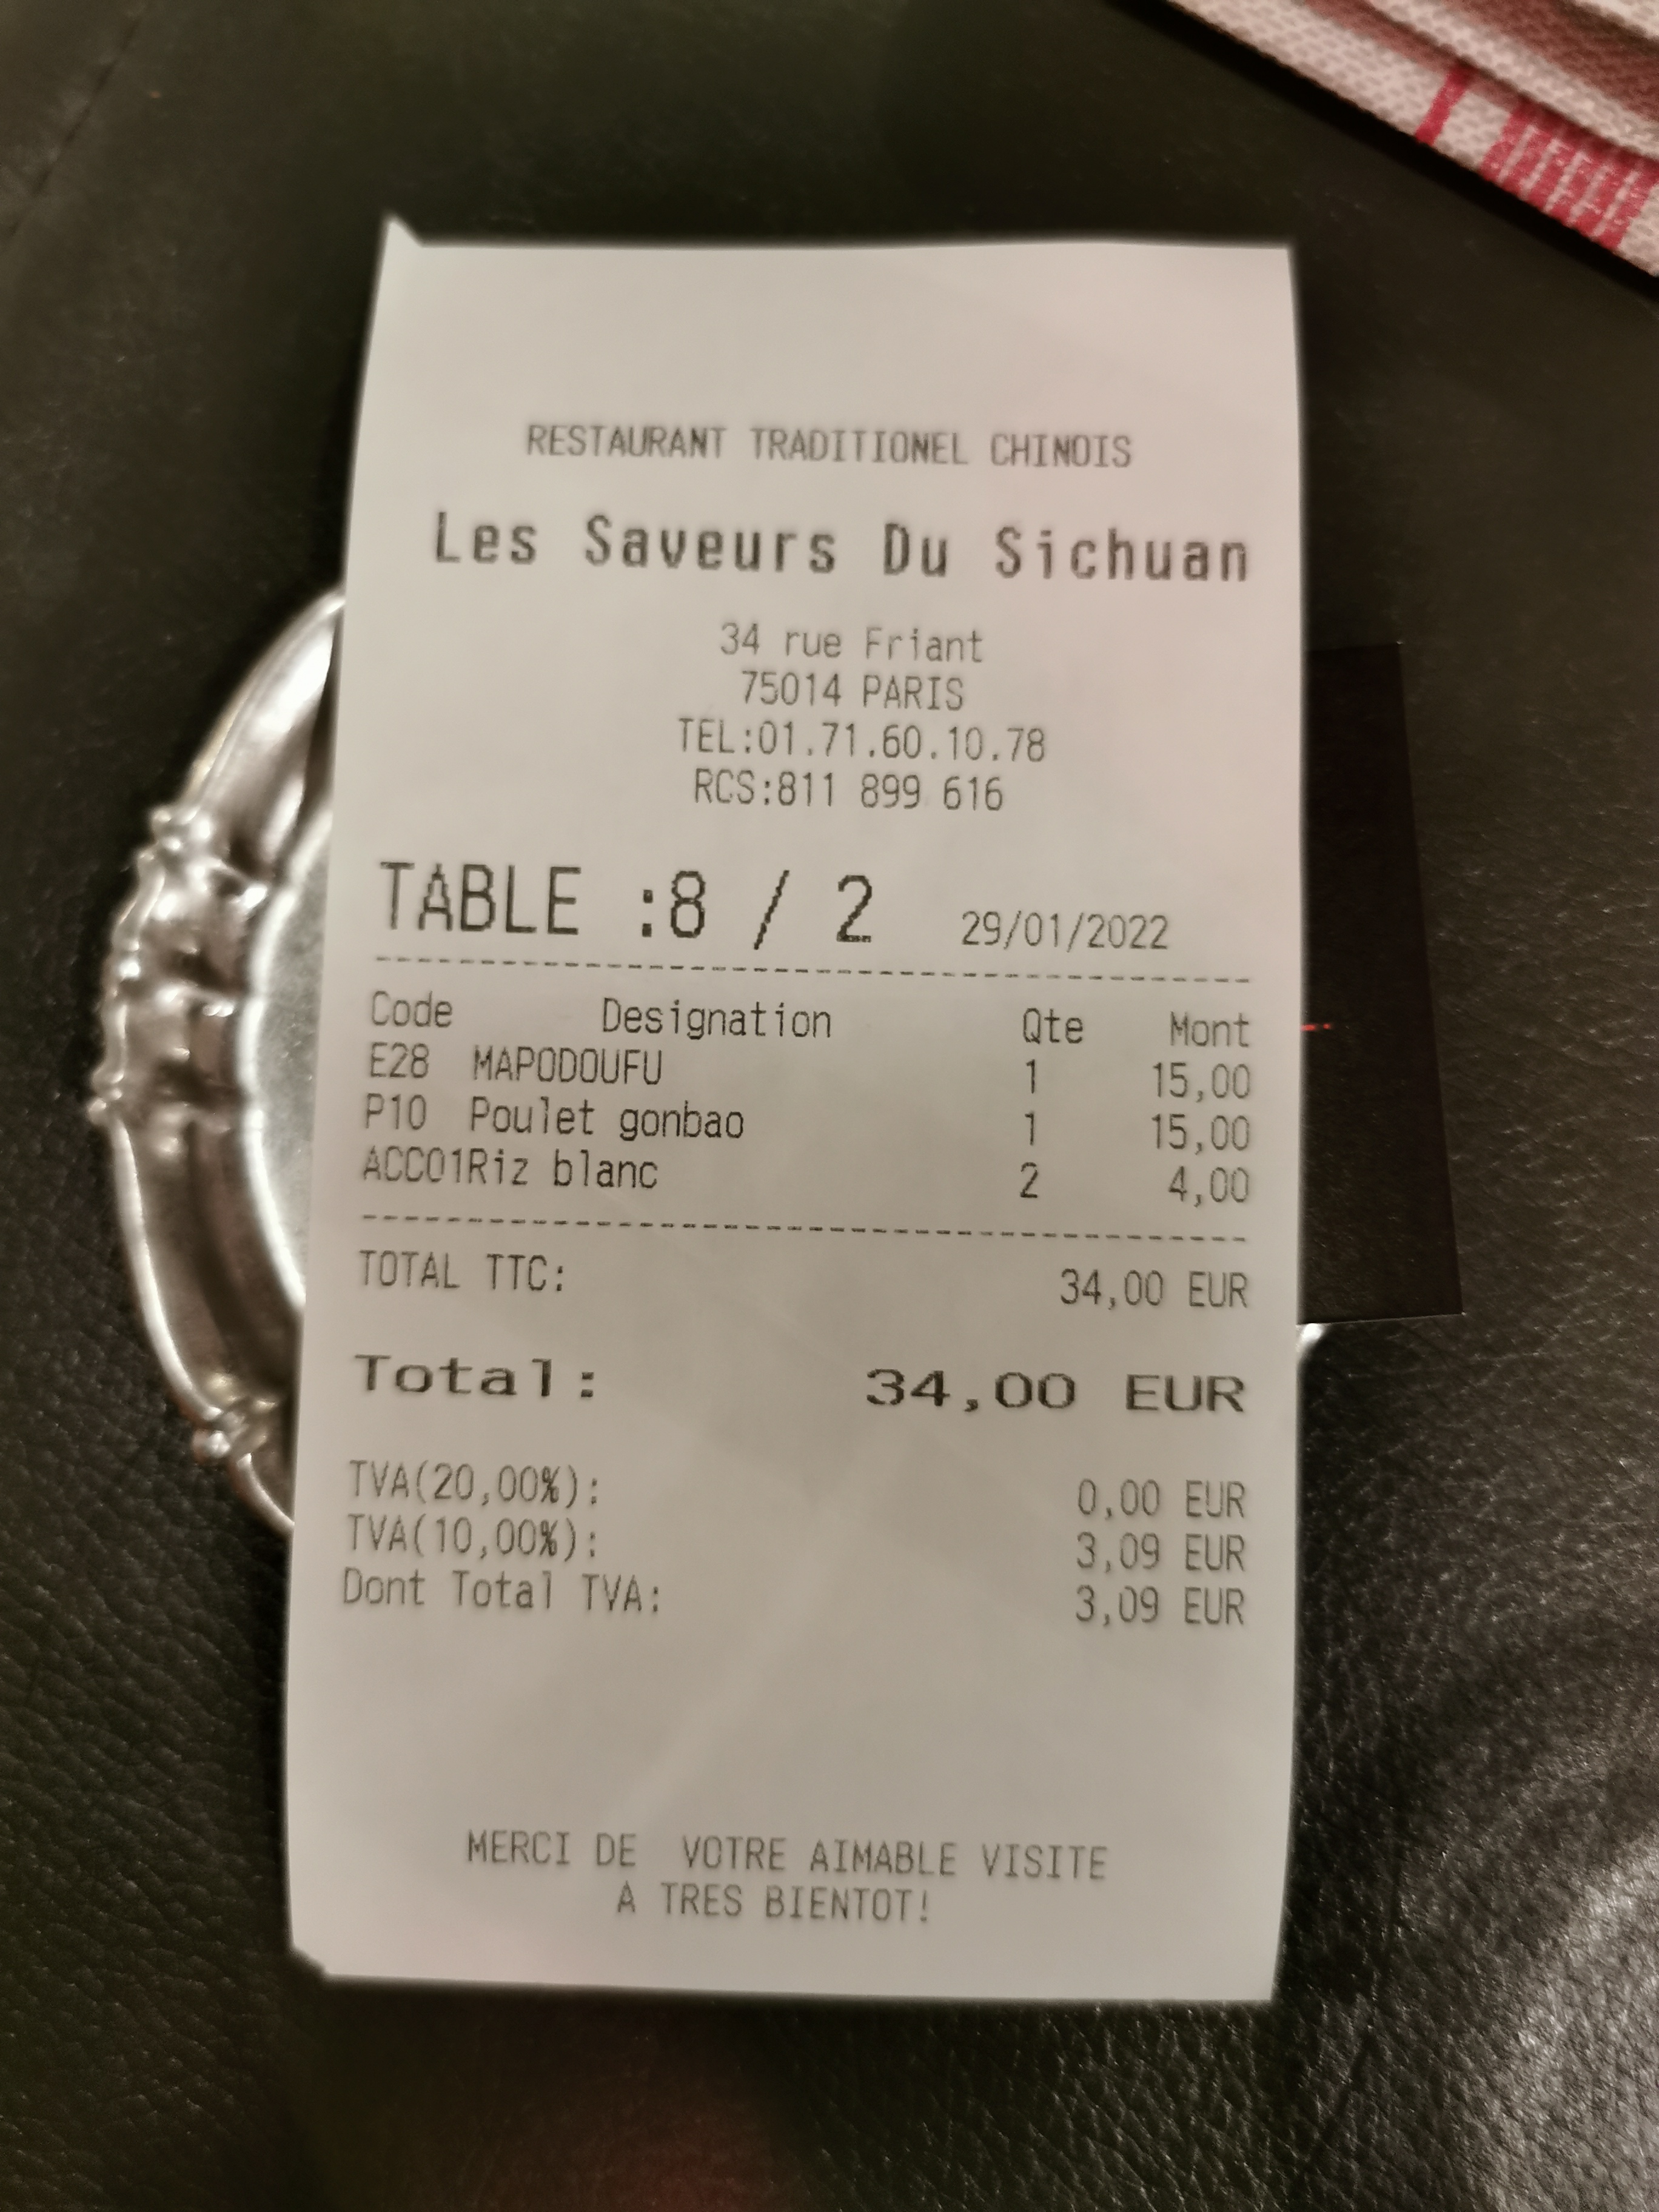 RESTAURANT TRADITIONEL CHINOIS
Les Saveurs Du Sichuan
34 rue Friant
75014 PARIS
TEL:01.71.60.10.78
RCS:811 899 616
TABLE :8 / 2 29/01/2022
Code Designation Qte Mont
E28 MAPODOUFU 1 15,00
P10 Poulet gonbao 1 15,00
ACC01Riz blanc 2 4,00
TOTAL TTC: 34,00 EUR
Total: 34,00 EUR
TVA(20,00%): 0,00 EUR
TVA(10,00%): 3,09 EUR
Dont Total TVA: 3,09 EUR
MERCI DE VOTRE AIMABLE VISITE
A TRES BIENTOT!